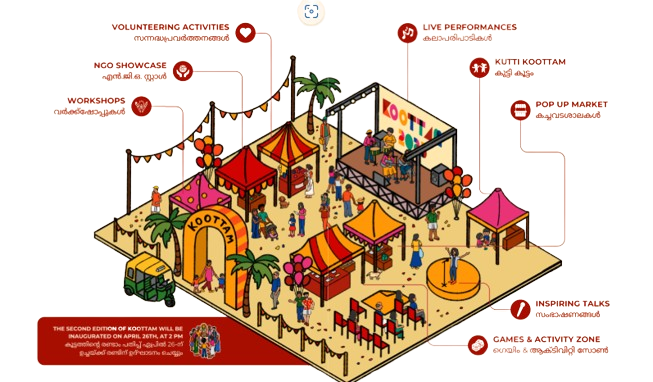 VOLUNTEERING ACTIVITIES
സന്നദ്ധപ്രവർത്തനങ്ങൾ
LIVE PERFORMANCES
കലാപരിപാടികൾ
NGO SHOWCASE
എൻ.ജി.ഒ. സ്റ്റാൾ
KUTTI KOOTTAM
കുട്ടി കൂട്ടം
WORKSHOPS
വർക്ക്ഷോപ്പുകൾ
POP UP MARKET
കച്ചവടശാലകൾ
KOOTTAM
INSPIRING TALKS
സംഭാഷണങ്ങൾ
GAMES & ACTIVITY ZONE
ഗെയിം & ആക്ടിവിറ്റി സോൺ
THE SECOND EDITION OF KOOTTAM WILL BE
INAUGURATED ON APRIL 26TH, AT 2 PM
കൂട്ടത്തിന്റെ രണ്ടാം പതിപ്പ് ഏപ്രിൽ 26-ന്
ഉച്ചയ്ക്ക് രണ്ടിന് ഉദ്ഘാടനം ചെയ്യും